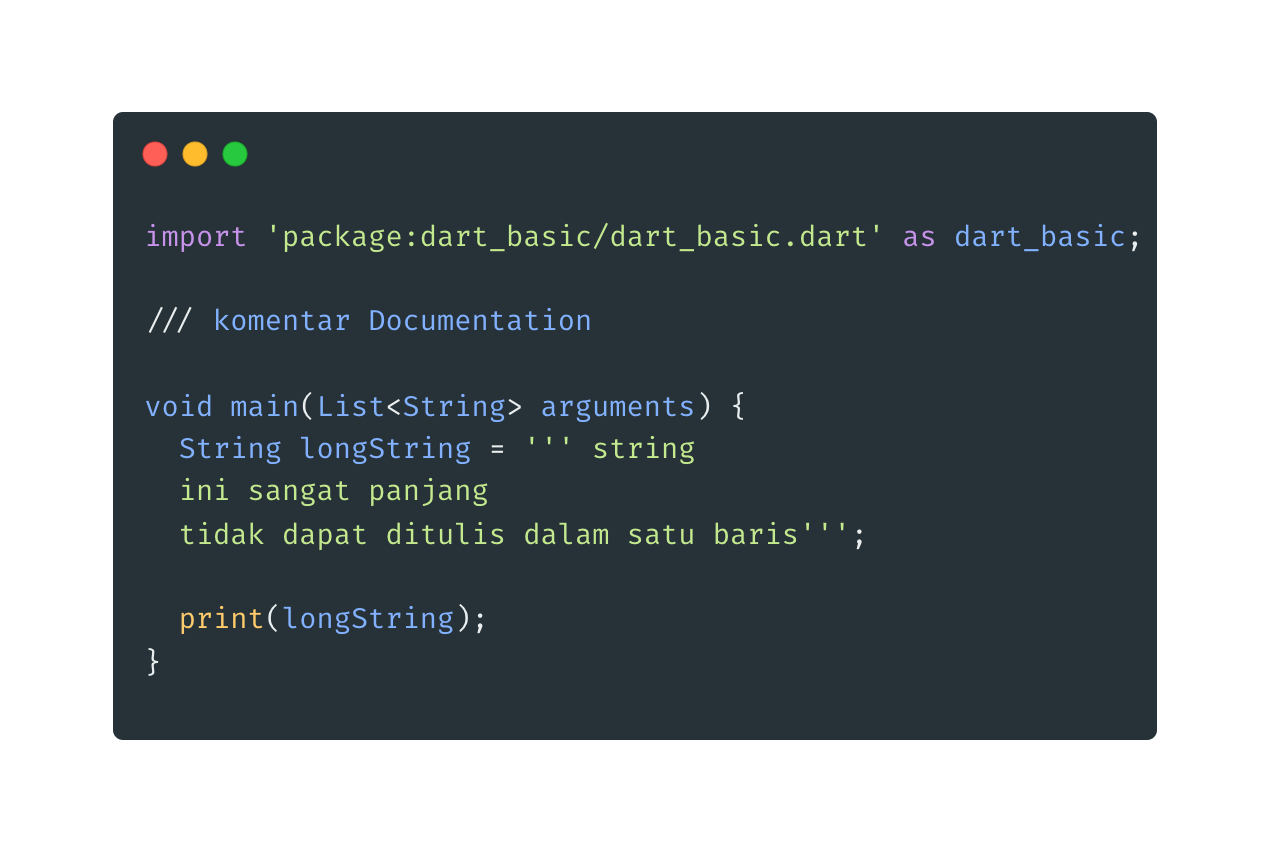 import 'package:dart_basic/dart_basic.dart' as dart_basic;
/// komentar Documentation
void main(List<String> arguments) {
  String longString = ''' string
  ini sangat panjang
  tidak dapat ditulis dalam satu baris''';
  print(longString);
}